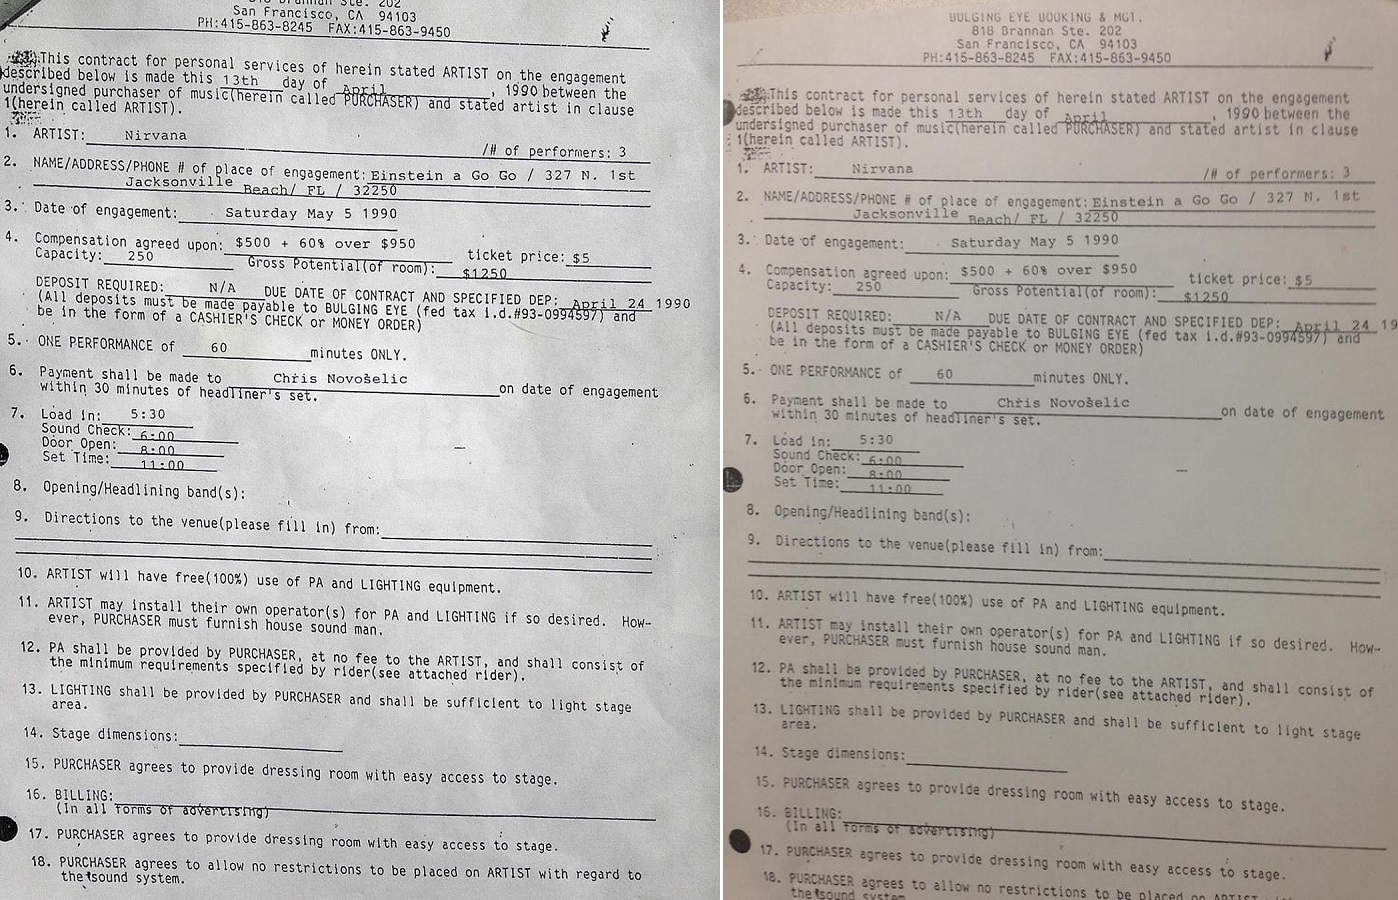 818 Brannan Ste. 202
San Francisco, CA 94103
PH:415-863-8245 FAX:415-863-9450
This contract for personal services of herein stated ARTIST on the engagement
described below is made this 13th day of April, 1990 between the
undersigned purchaser of music(herein called PURCHASER) and stated artist in clause
1(herein called ARTIST).
1. ARTIST: Nirvana /# of performers: 3
2. NAME/ADDRESS/PHONE # of place of engagement: Einstein a Go Go / 327 N. 1st
Jacksonville Beach/ FL / 32250
3. Date of engagement: Saturday May 5 1990
4. Compensation agreed upon: $500 + 60% over $950 ticket price: $5
Capacity: 250 Gross Potential(of room): $1250
DEPOSIT REQUIRED: N/A DUE DATE OF CONTRACT AND SPECIFIED DEP: April 24 1990
(All deposits must be made payable to BULGING EYE (fed tax i.d.#93-0994597) and
be in the form of a CASHIER'S CHECK or MONEY ORDER)
5. ONE PERFORMANCE of 60 minutes ONLY.
6. Payment shall be made to Chris Novoselic on date of engagement
within 30 minutes of headliner's set.
7. Load in: 5:30
Sound Check: 6:00
Door Open: 8:00
Set Time: 11:00
8. Opening/Headlining band(s):
9. Directions to the venue(please fill in) from:
10. ARTIST will have free(100%) use of PA and LIGHTING equipment.
11. ARTIST may install their own operator(s) for PA and LIGHTING if so desired. How-
ever, PURCHASER must furnish house sound man.
12. PA shall be provided by PURCHASER, at no fee to the ARTIST, and shall consist of
the minimum requirements specified by rider(see attached rider).
13. LIGHTING shall be provided by PURCHASER and shall be sufficient to light stage
area.
14. Stage dimensions:
15. PURCHASER agrees to provide dressing room with easy access to stage.
16. BILLING:
(In all forms of advertising)
17. PURCHASER agrees to provide dressing room with easy access to stage.
18. PURCHASER agrees to allow no restrictions to be placed on ARTIST with regard to
the sound system.
BULGING EYE BOOKING & MGT.
818 Brannan Ste. 202
San Francisco, CA 94103
PH:415-863-8245 FAX:415-863-9450
This contract for personal services of herein stated ARTIST on the engagement
described below is made this 13th day of April, 1990 between the
undersigned purchaser of music(herein called PURCHASER) and stated artist in clause
1(herein called ARTIST).
1. ARTIST: Nirvana /# of performers: 3
2. NAME/ADDRESS/PHONE # of place of engagement: Einstein a Go Go / 327 N. 1st
Jacksonville Beach/ FL / 32250
3. Date of engagement: Saturday May 5 1990
4. Compensation agreed upon: $500 + 60% over $950 ticket price: $5
Capacity: 250 Gross Potential(of room): $1250
DEPOSIT REQUIRED: N/A DUE DATE OF CONTRACT AND SPECIFIED DEP: April 24 19
(All deposits must be made payable to BULGING EYE (fed tax i.d.#93-0994597) and
be in the form of a CASHIER'S CHECK or MONEY ORDER)
5. ONE PERFORMANCE of 60 minutes ONLY.
6. Payment shall be made to Chris Novoselic on date of engagement
within 30 minutes of headliner's set.
7. Load in: 5:30
Sound Check: 6:00
Door Open: 8:00
Set Time: 11:00
8. Opening/Headlining band(s):
9. Directions to the venue(please fill in) from:
10. ARTIST will have free(100%) use of PA and LIGHTING equipment.
11. ARTIST may install their own operator(s) for PA and LIGHTING if so desired. How-
ever, PURCHASER must furnish house sound man.
12. PA shall be provided by PURCHASER, at no fee to the ARTIST, and shall consist of
the minimum requirements specified by rider(see attached rider).
13. LIGHTING shall be provided by PURCHASER and shall be sufficient to light stage
area.
14. Stage dimensions:
15. PURCHASER agrees to provide dressing room with easy access to stage.
16. BILLING:
(In all forms of advertising)
17. PURCHASER agrees to provide dressing room with easy access to stage.
18. PURCHASER agrees to allow no restrictions to be placed on ARTIST
the sound system